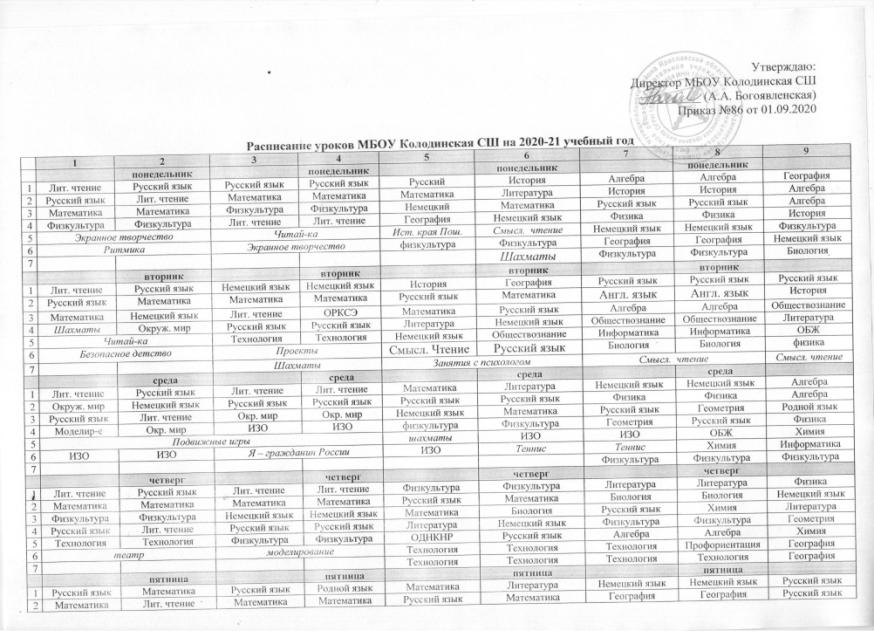 Утверждаю:
Директор МБОУ Колодинская СШ
(А.А. Богоявленская)
Приказ №86 от 01.09.2020
Расписание уроков МБОУ Колодинская СШ на 2020-21 учебный год
1 2 3 4 5 6 7 8 9
понедельник понедельник понедельник понедельник
1 Лит. чтение Русский язык Русский язык Русский язык Русский История Алгебра Алгебра География
2 Русский язык Лит. чтение Математика Математика Математика Литература История История Алгебра
3 Математика Математика Физкультура Физкультура Немецкий Математика Русский язык Русский язык Алгебра
4 Физкультура Физкультура Лит. чтение Лит. чтение География Немецкий язык Физика Физика История
5 Экранное творчество Читай-ка Ист. края Пош. Смысл. чтение Немецкий язык Немецкий язык Физкультура
6 Ритмика Экранное творчество физкультура Физкультура География География Немецкий язык
7 Шахматы Физкультура Физкультура Биология
вторник вторник вторник вторник
1 Лит. чтение Русский язык Немецкий язык Немецкий язык История География Русский язык Русский язык Русский язык
2 Русский язык Математика Математика Математика Русский язык Математика Англ. язык Англ. язык История
3 Математика Немецкий язык Лит. чтение ОРКСЭ Математика Русский язык Алгебра Алгебра Обществознание
4 Шахматы Окруж. мир Русский язык Русский язык Литература Немецкий язык Обществознание Обществознание Литература
5 Читай-ка Технология Технология Немецкий язык Обществознание Информатика Информатика ОБЖ
6 Безопасное детство Проекты Смысл. Чтение Русский язык Биология Биология физика
7 Шахматы Занятия с психологом Смысл. чтение Смысл. чтение
среда среда среда
1 Лит. чтение Русский язык Лит. чтение Лит. чтение Математика Литература Немецкий язык Немецкий язык Алгебра
2 Окруж. мир Немецкий язык Русский язык Русский язык Русский язык Русский язык Физика Физика Алгебра
3 Русский язык Лит. чтение Окр. мир Окр. мир Немецкий язык Математика Русский язык Геометрия Родной язык
4 Моделир-е Окр. мир ИЗО ИЗО физкультура Физкультура Геометрия Русский язык Физика
5 Подвижные игры шахматы ИЗО ИЗО ОБЖ Химия
6 ИЗО ИЗО Я – гражданин России ИЗО Теннис Теннис Химия Информатика
7 Физкультура Физкультура Физкультура
четверг четверг четверг четверг
1 Лит. чтение Русский язык Лит. чтение Лит. чтение Физкультура Физкультура Литература Литература Физика
2 Математика Математика Математика Математика Русский язык Математика Биология Биология Немецкий язык
3 Физкультура Физкультура Немецкий язык Немецкий язык Математика Биология Русский язык Химия Литература
4 Русский язык Лит. чтение Русский язык Русский язык Литература Немецкий язык Физкультура Физкультура Геометрия
5 Технология Технология Физкультура Физкультура ОДНКНР Русский язык Алгебра Алгебра Химия
6 театр моделирование Технология Технология Технология Профориентация География
7 Технология Технология Технология Технология География
пятница пятница пятница
1 Русский язык Математика Русский язык Родной язык Математика Литература Немецкий язык Немецкий язык Русский язык
2 Математика Лит. чтение Математика Математика Русский язык Математика География География Русский язык